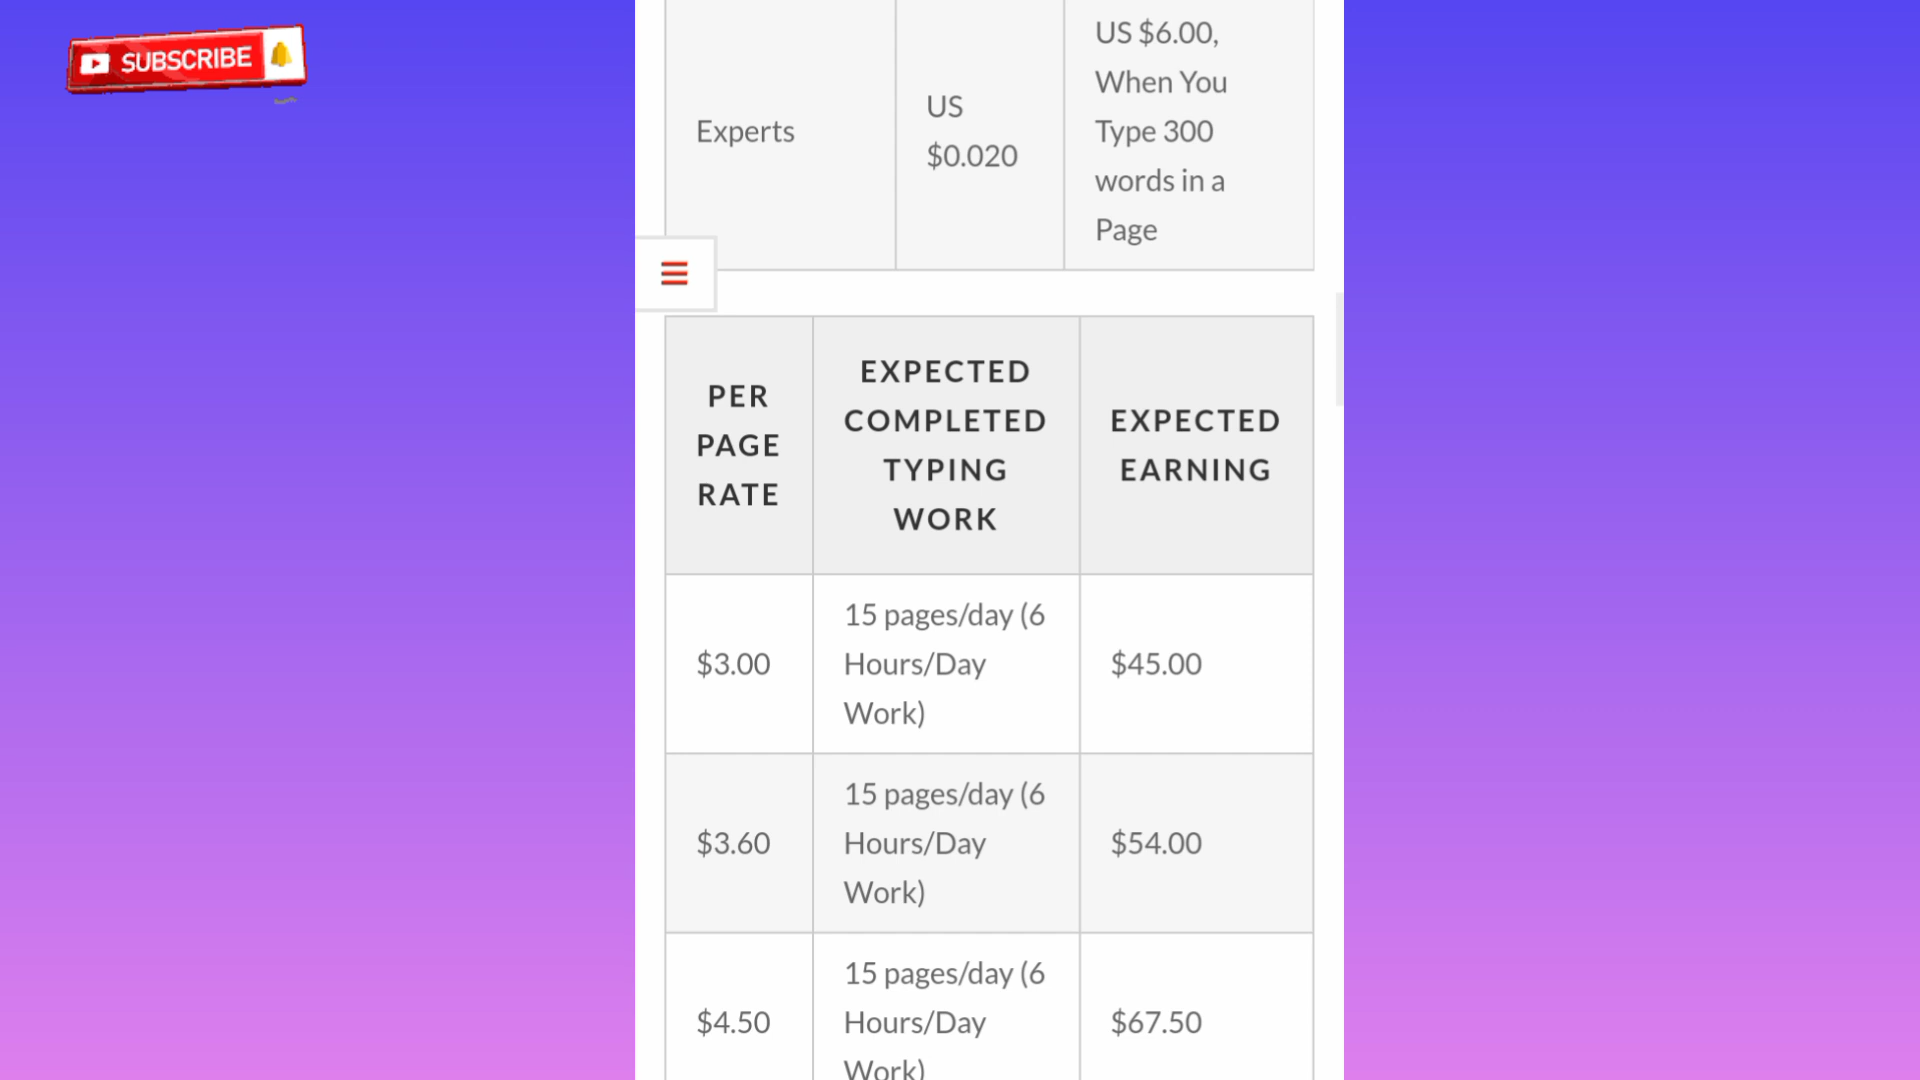 SUBSCRIBE
Experts
US
$0.020
US $6.00,
When You
Type 300
words in a
Page
PER
PAGE
RATE
EXPECTED
COMPLETED
TYPING
WORK
EXPECTED
EARNING
$3.00
15 pages/day (6
Hours/Day
Work)
$45.00
$3.60
15 pages/day (6
Hours/Day
Work)
$54.00
$4.50
15 pages/day (6
Hours/Day
Work)
$67.50